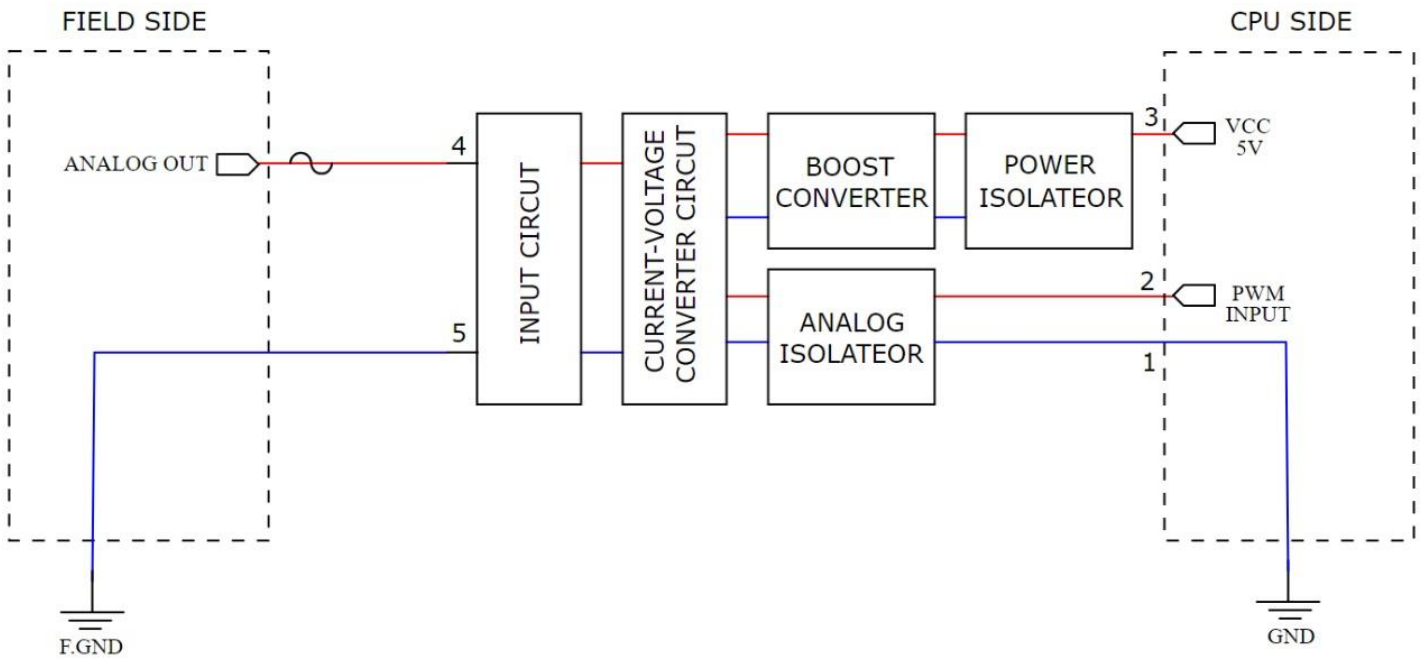 FIELD SIDE
CPU SIDE
ANALOG OUT
4
5
INPUT CIRCUT
CURRENT-VOLTAGE
CONVERTER CIRCUT
BOOST
CONVERTER
POWER
ISOLATEOR
3
VCC
5V
ANALOG
ISOLATEOR
2
PWM
INPUT
1
F.GND
GND